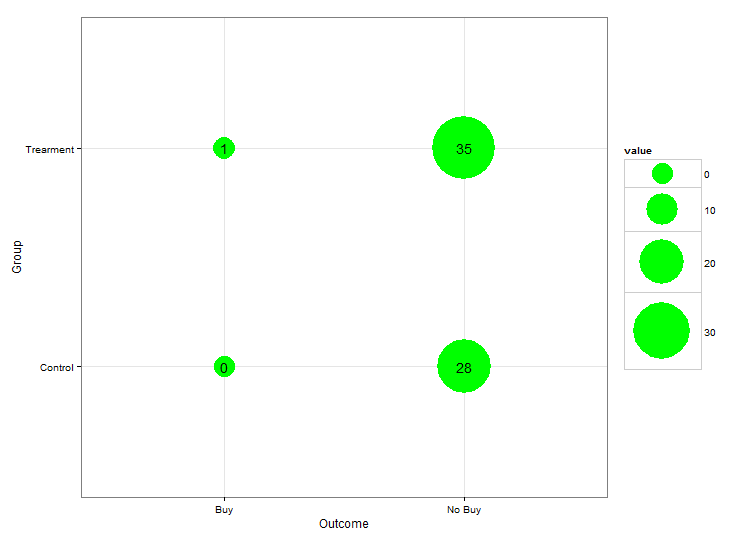 Trearment
1
35
Group
Control
0
28
Buy
No Buy
Outcome
value
0
10
20
30